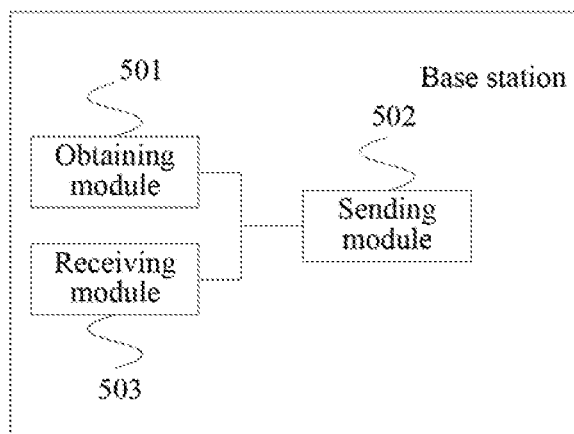 501
Base station
502
Obtaining
module
Sending
module
Receiving
module
503